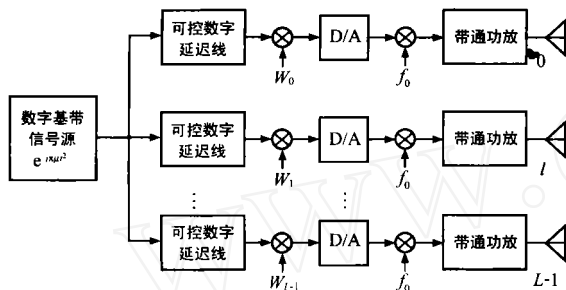 可控数字
延迟线
D/A
带通功放
W₀
f₀
0
数字基带
信号源
可控数字
延迟线
D/A
带通功放
W₁
f₀
l
⋮
⋮
可控数字
延迟线
D/A
带通功放
W_{L-1}
f₀
L-1
www.